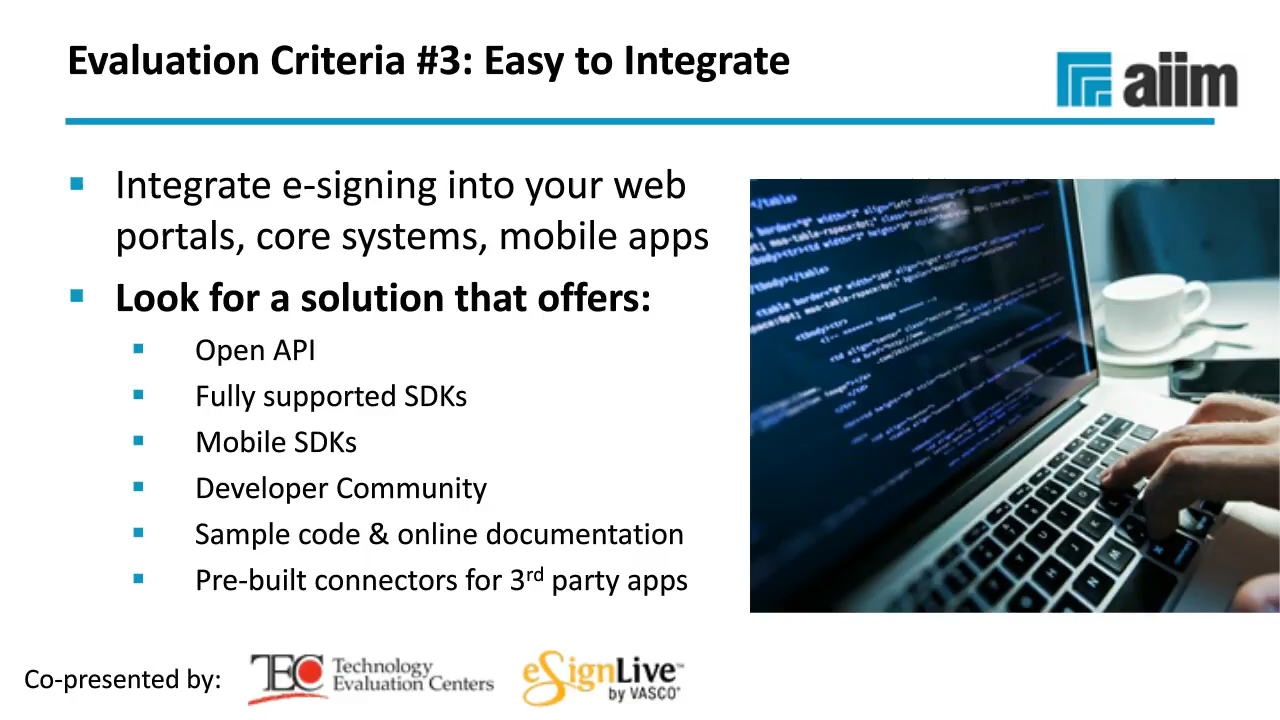 Evaluation Criteria #3: Easy to Integrate
aiim
Integrate e-signing into your web
portals, core systems, mobile apps
Look for a solution that offers:
Open API
Fully supported SDKs
Mobile SDKs
Developer Community
Sample code & online documentation
Pre-built connectors for 3rd party apps
Co-presented by:
TEC Technology
Evaluation Centers
eSignLive™
by VASCO®